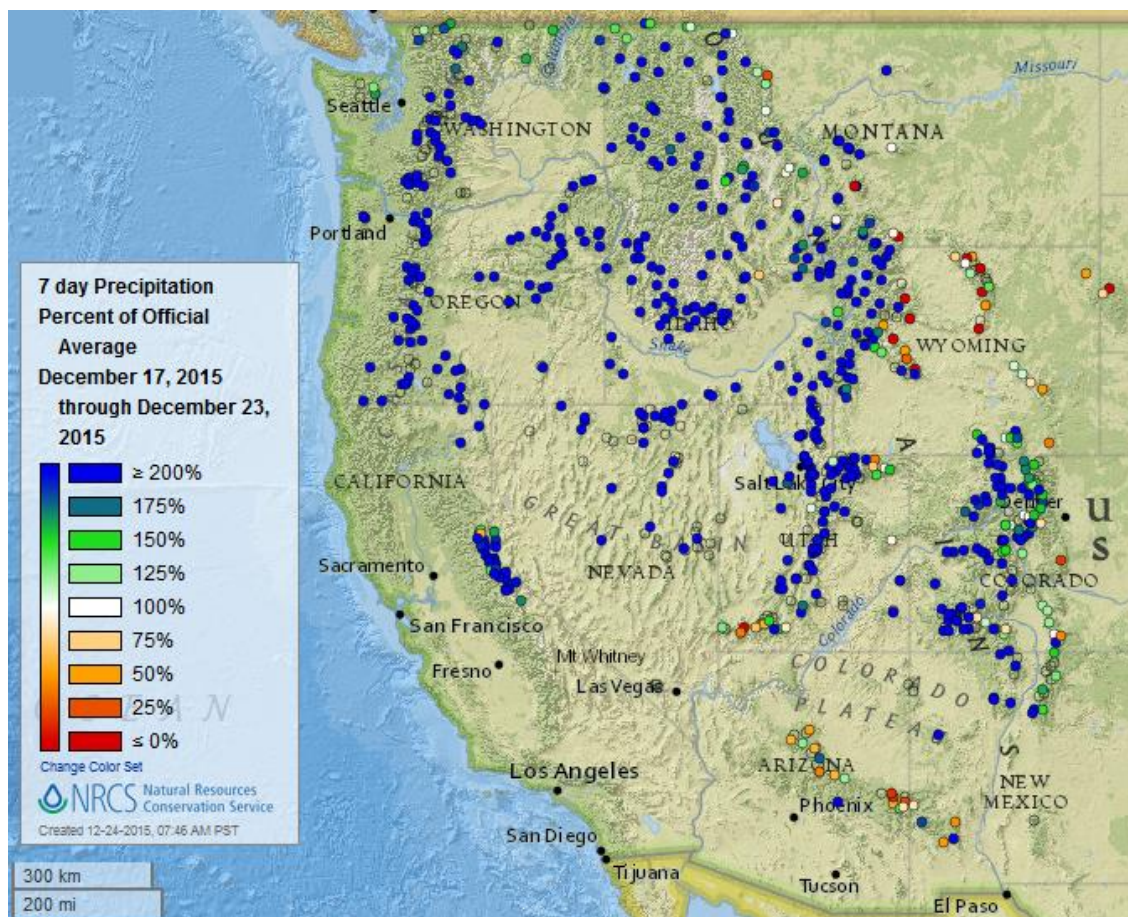 7 day Precipitation
Percent of Official
Average
December 17, 2015
through December 23,
2015
≥ 200%
175%
150%
125%
100%
75%
50%
25%
≤ 0%
Change Color Set
NRCS Natural Resources
Conservation Service
Created 12-24-2015, 07:46 AM PST
300 km
200 mi
Missouri
Columbia
Seattle
WASHINGTON
MONTANA
Portland
OREGON
IDAHO
Snake
WYOMING
CALIFORNIA
Salt Lake City
Denver
US
GREAT BASIN
UTAH
NEVADA
COLORADO
Sacramento
San Francisco
Colorado
Mt Whitney
Fresno
Las Vegas
COLORADO
PLATEAU
OCEAN
Los Angeles
ARIZONA
NEW
MEXICO
Phoenix
San Diego
Tijuana
Tucson
El Paso